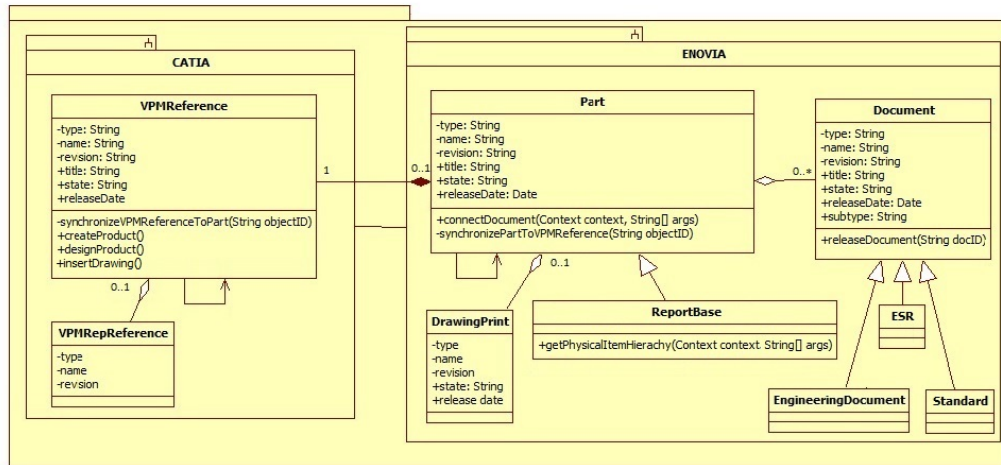 CATIA
VPMReference
-type: String
-name: String
-revsion: String
+title: String
+state: String
+releaseDate
-synchronizeVPMReferenceToPart(String objectID)
+createProduct()
+designProduct()
+insertDrawing()
0..1
VPMRepReference
-type
-name
-revsion
1
0..1
ENOVIA
Part
-type: String
-name: String
-revision: String
+title: String
+state: String
+releaseDate: Date
+connectDocument(Context context, String[] args)
-synchronizePartToVPMReference(String objectID)
0..1
0..*
Document
-type: String
-name: String
-revision: String
+title: String
+state: String
+releaseDate: Date
+subtype: String
+releaseDocument(String docID)
DrawingPrint
-type
-name
-revision
+state: String
+release date
ReportBase
+getPhysicalItemHierachy(Context context, String[] args)
ESR
EngineeringDocument
Standard